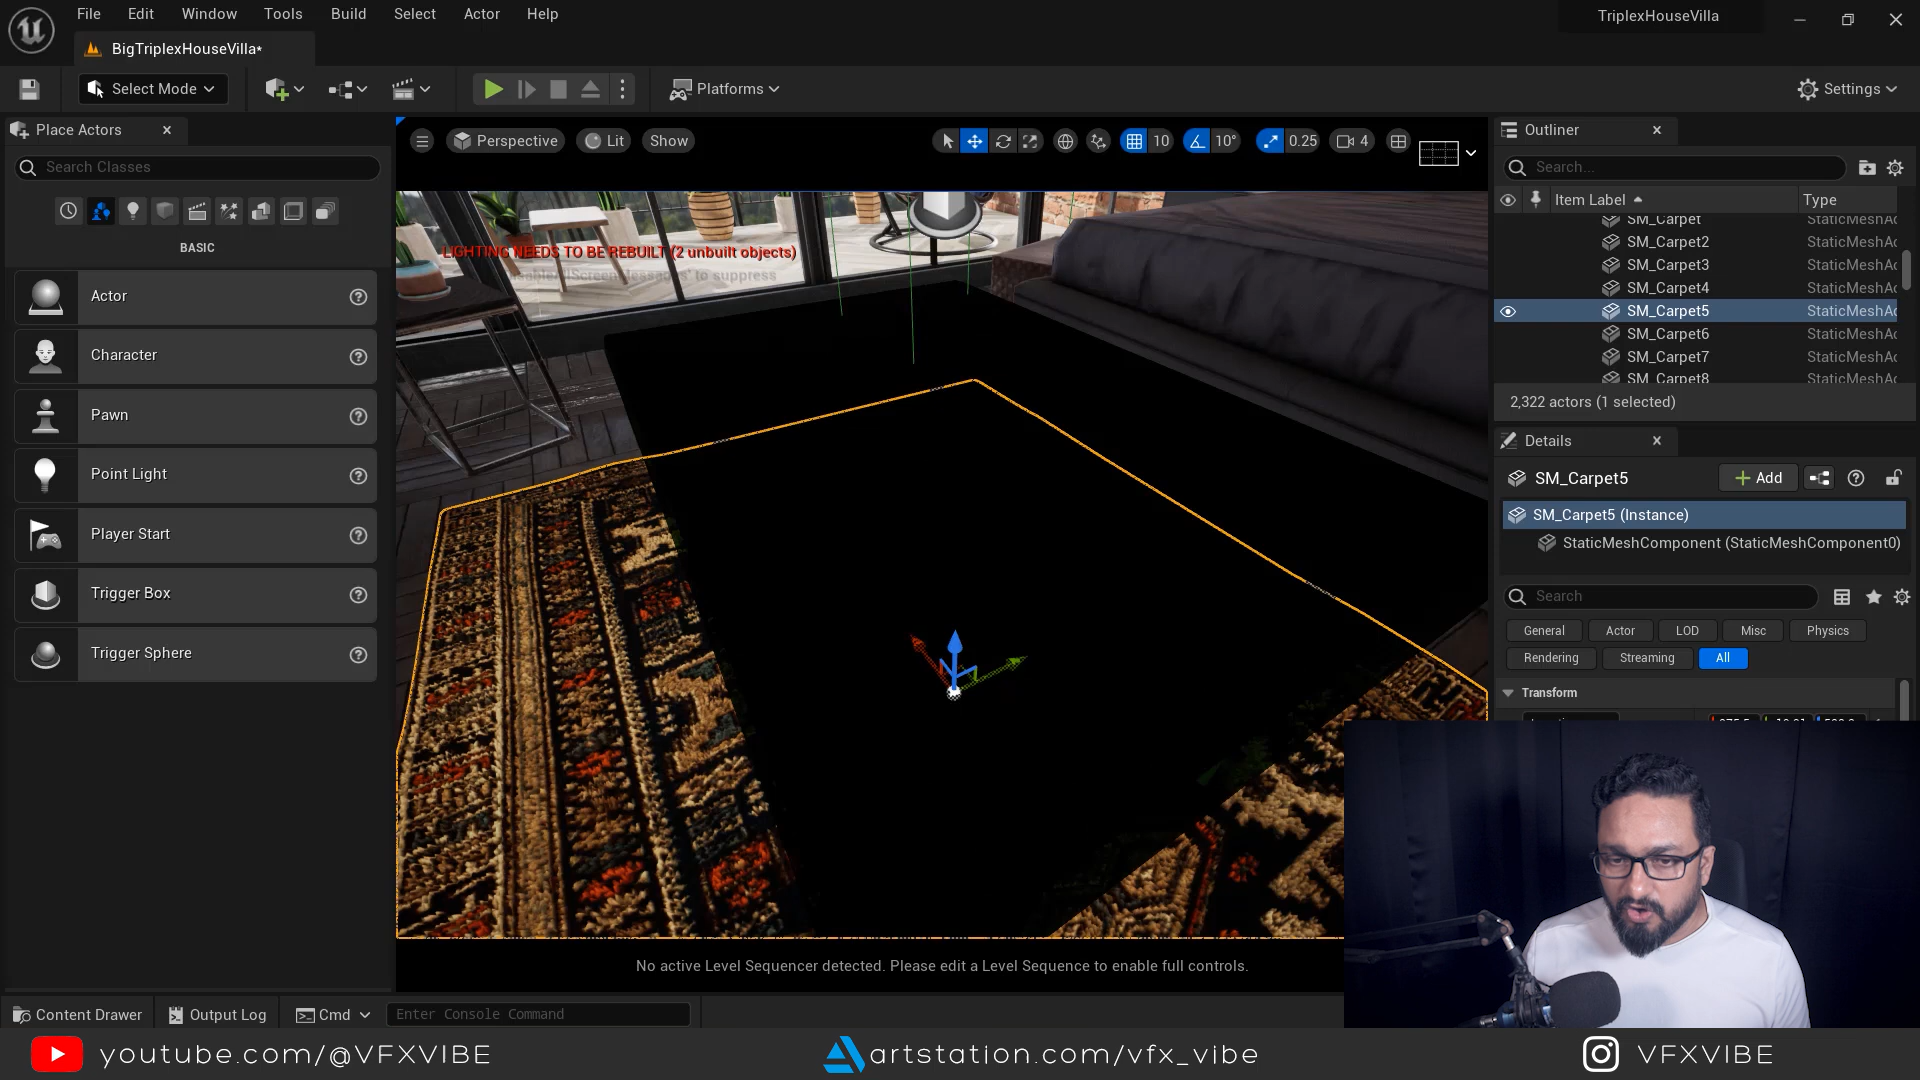 File Edit Window Tools Build Select Actor Help
TriplexHouseVilla
BigTriplexHouseVilla*
Select Mode
Platforms
Settings
Place Actors
Search Classes
BASIC
Actor
Character
Pawn
Point Light
Player Start
Trigger Box
Trigger Sphere
Perspective Lit Show
10 10° 0.25 4
LIGHTING NEEDS TO BE REBUILT (2 unbuilt objects)
to suppress
No active Level Sequencer detected. Please edit a Level Sequence to enable full controls.
Outliner
Search...
Item Label Type
SM_Carpet StaticMeshAc
SM_Carpet2 StaticMeshAc
SM_Carpet3 StaticMeshAc
SM_Carpet4 StaticMeshAc
SM_Carpet5 StaticMeshAc
SM_Carpet6 StaticMeshAc
SM_Carpet7 StaticMeshAc
SM_Carpet8 StaticMeshAc
2,322 actors (1 selected)
Details
SM_Carpet5 Add
SM_Carpet5 (Instance)
StaticMeshComponent (StaticMeshComponent0)
Search
General Actor LOD Misc Physics
Rendering Streaming All
Transform
Content Drawer Output Log Cmd Enter Console Command
youtube.com/@VFXVIBE
artstation.com/vfx_vibe
VFXVIBE